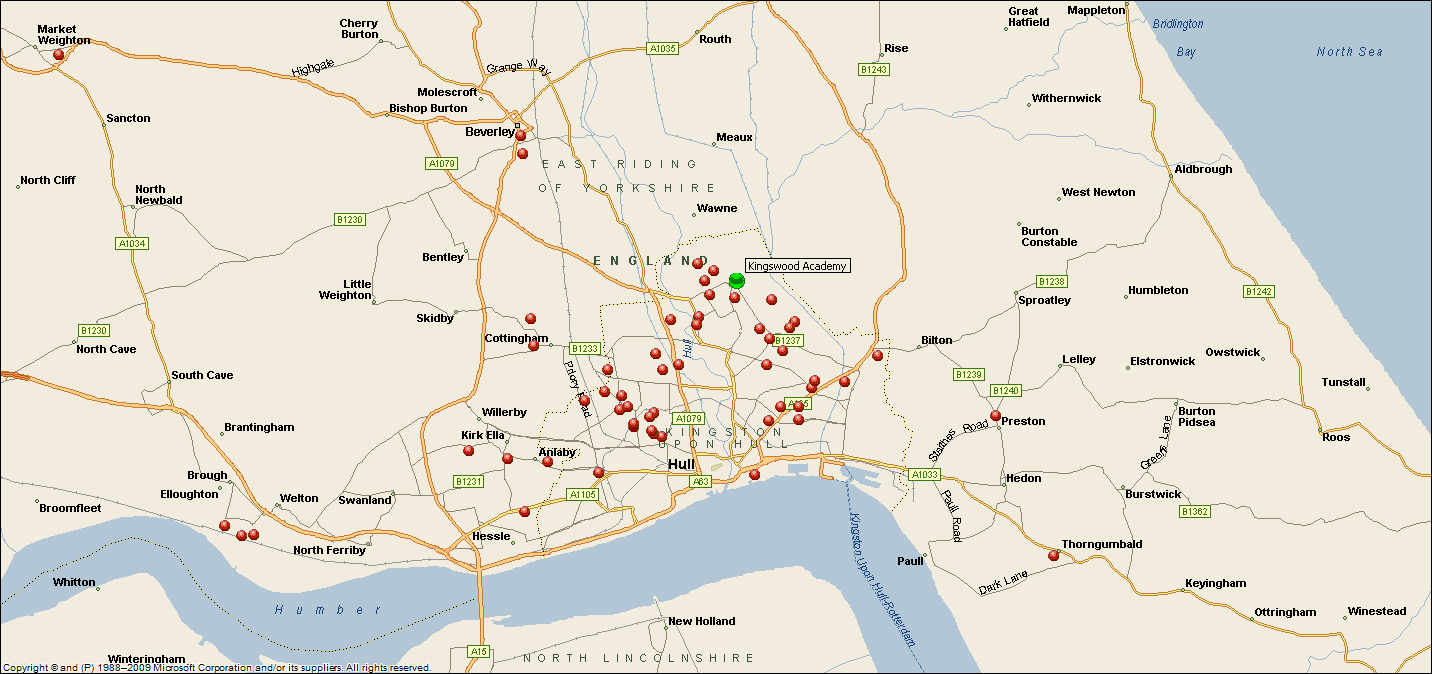 Market
Weighton
Cherry
Burton
Great
Hatfield
Mappleton
Bridlington
Bay
North Sea
A1035
Routh
Rise
B1243
Highgate
Grange Way
Molescroft
Bishop Burton
Withernwick
Sancton
Beverley
Meaux
A1079
EAST RIDING
OF YORKSHIRE
Aldbrough
North Cliff
North
Newbald
West Newton
Wawne
B1230
Burton
Constable
A1034
Bentley
ENGLAND
Kingswood Academy
Little
Weighton
B1238
Humbleton
B1242
Sproatley
Skidby
B1230
North Cave
Cottingham
B1233
Hull
B1237
Bilton
Lelley
Elstronwick
Owstwick
South Cave
Priory Road
B1239
B1240
Tunstall
A165
Willerby
A1079
KINGSTON
UPON HULL
Preston
Burton
Pidsea
Brantingham
Kirk Ella
Staithes Road
Greens Lane
Roos
Anlaby
Hull
Brough
Elloughton
B1231
A63
A1033
Hedon
Welton
Swanland
A1105
Burstwick
Broomfleet
Paull Road
B1362
Hessle
North Ferriby
Kingston Upon Hull-Rotterdam
Thorngumbald
Paull
Whitton
Dark Lane
Keyingham
Humber
Ottringham
Winestead
New Holland
A15
NORTH LINCOLNSHIRE
Winteringham
Copyright © and (P) 1988–2009 Microsoft Corporation and/or its suppliers. All rights reserved.